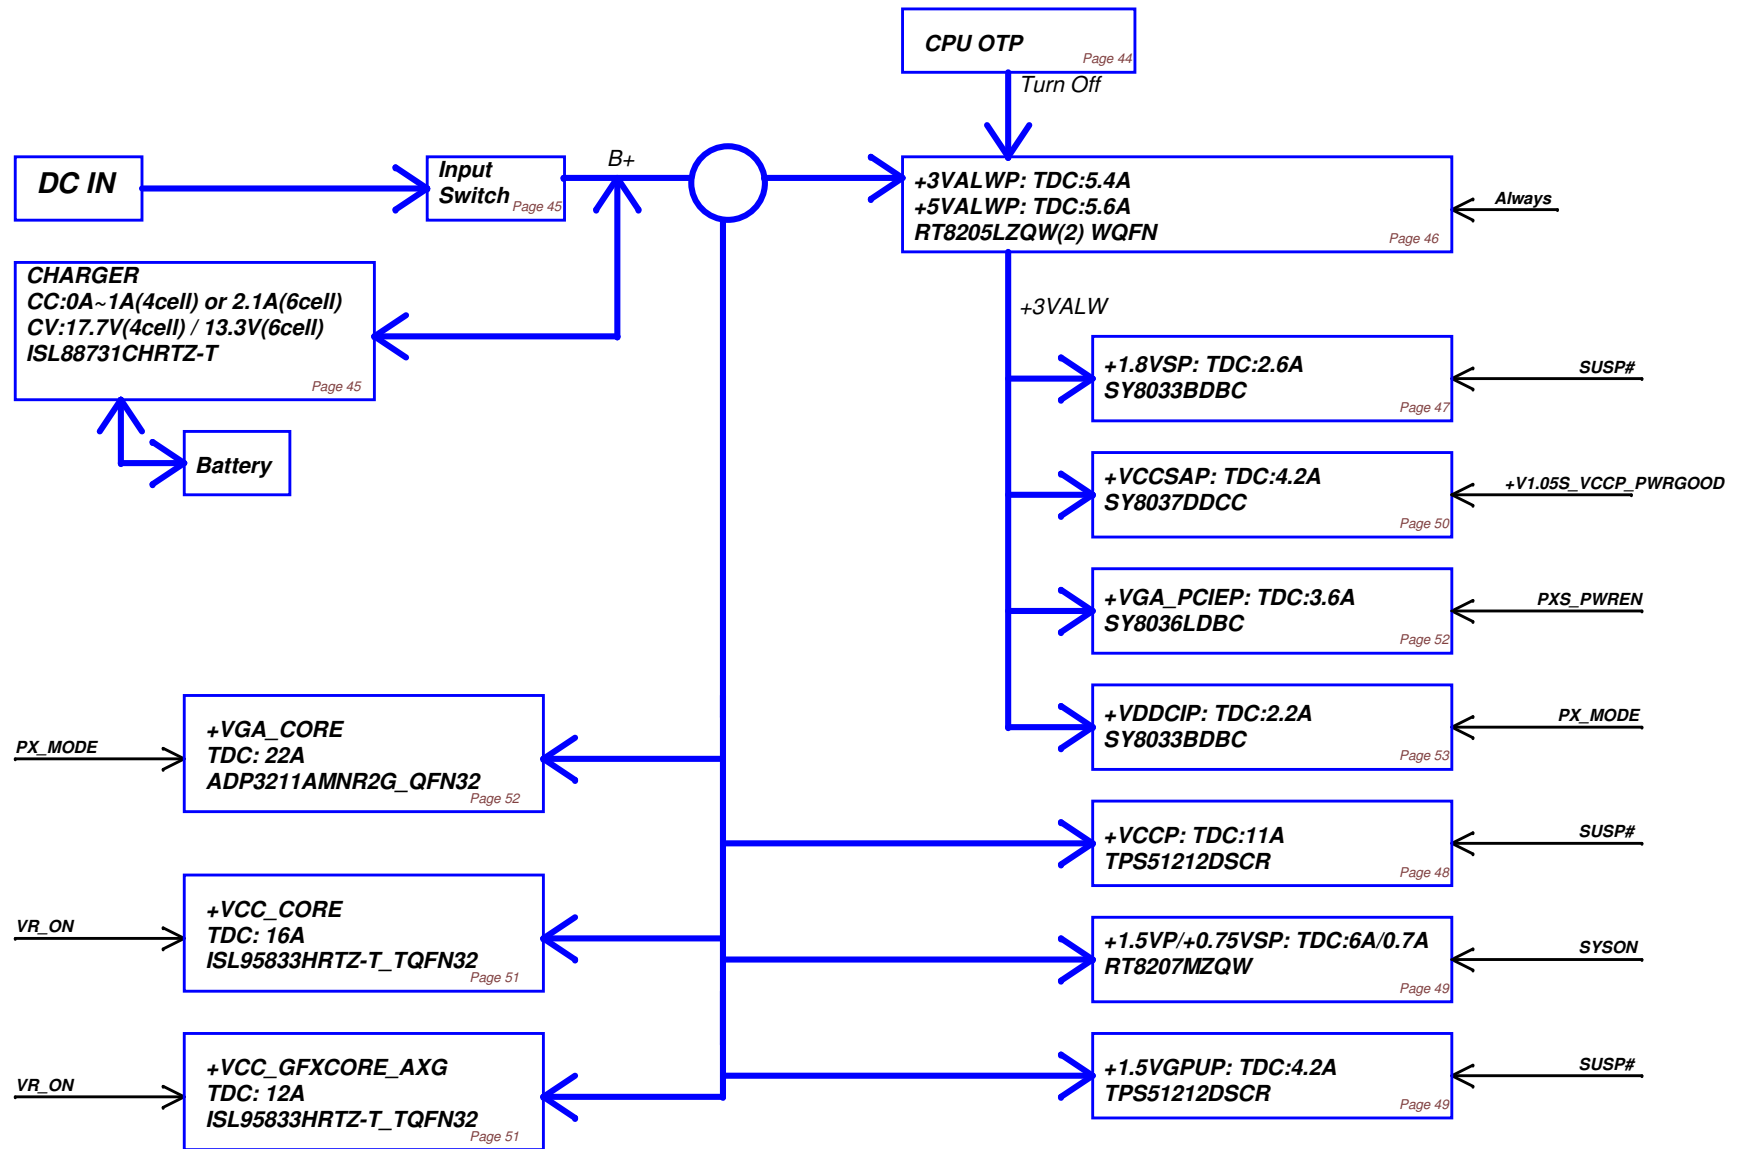 CPU OTP
Page 44
Turn Off
DC IN
Input
Switch
Page 45
B+
+3VALWP: TDC:5.4A
+5VALWP: TDC:5.6A
RT8205LZQW(2) WQFN
Page 46
Always
CHARGER
CC:0A~1A(4cell) or 2.1A(6cell)
CV:17.7V(4cell) / 13.3V(6cell)
ISL88731CHRTZ-T
Page 45
Battery
+3VALW
+1.8VSP: TDC:2.6A
SY8033BDBC
Page 47
SUSP#
+VCCSAP: TDC:4.2A
SY8037DDCC
Page 50
+V1.05S_VCCP_PWRGOOD
+VGA_PCIEP: TDC:3.6A
SY8036LDBC
Page 52
PXS_PWREN
+VDDCIP: TDC:2.2A
SY8033BDBC
Page 53
PX_MODE
PX_MODE
+VGA_CORE
TDC: 22A
ADP3211AMNR2G_QFN32
Page 52
+VCCP: TDC:11A
TPS51212DSCR
Page 48
SUSP#
VR_ON
+VCC_CORE
TDC: 16A
ISL95833HRTZ-T_TQFN32
Page 51
+1.5VP/+0.75VSP: TDC:6A/0.7A
RT8207MZQW
Page 49
SYSON
VR_ON
+VCC_GFXCORE_AXG
TDC: 12A
ISL95833HRTZ-T_TQFN32
Page 51
+1.5VGPUP: TDC:4.2A
TPS51212DSCR
Page 49
SUSP#